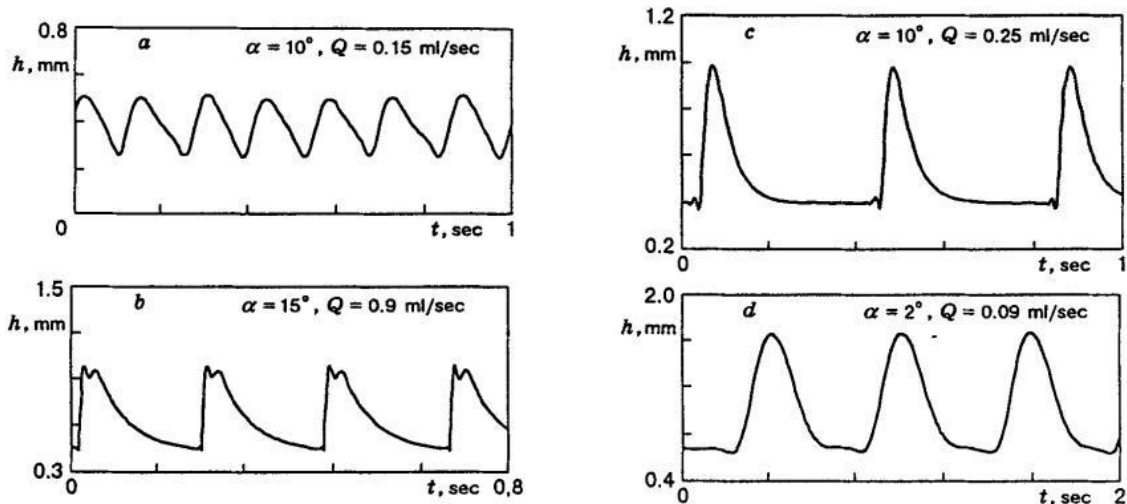 0.8
a
α = 10°, Q = 0.15 ml/sec
h, mm
0
t, sec
1
1.5
b
α = 15°, Q = 0.9 ml/sec
h, mm
0.3
0
t, sec
0,8
1.2
c
α = 10°, Q = 0.25 ml/sec
h, mm
0.2
0
t, sec
1
2.0
d
α = 2°, Q = 0.09 ml/sec
h, mm
0.4
0
t, sec
2